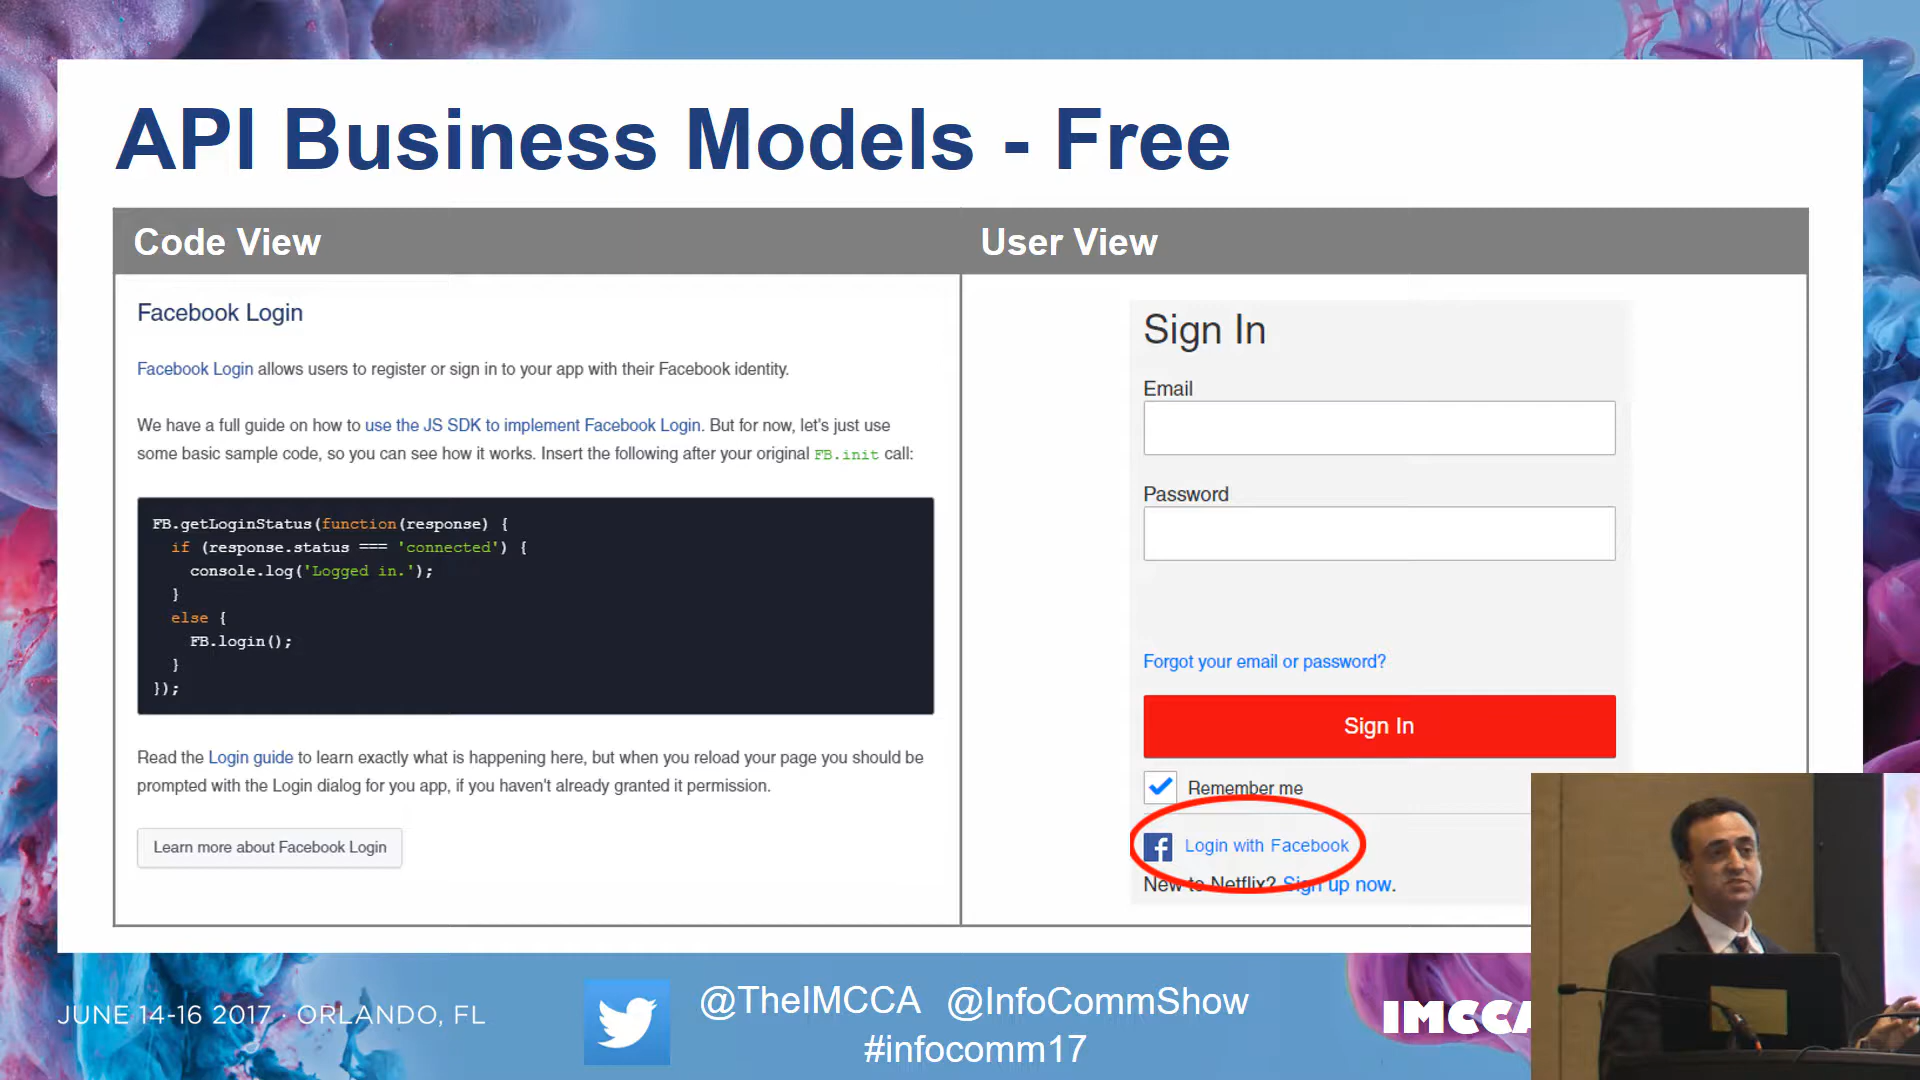 API Business Models - Free
Code View
User View
Facebook Login
Facebook Login allows users to register or sign in to your app with their Facebook identity.
We have a full guide on how to use the JS SDK to implement Facebook Login. But for now, let's just use
some basic sample code, so you can see how it works. Insert the following after your original FB.init call:
FB.getLoginStatus(function(response) {
if (response.status === 'connected') {
console.log('Logged in.');
}
else {
FB.login();
}
});
Read the Login guide to learn exactly what is happening here, but when you reload your page you should be
prompted with the Login dialog for you app, if you haven't already granted it permission.
Learn more about Facebook Login
Sign In
Email
Password
Forgot your email or password?
Sign In
Remember me
f Login with Facebook
New to Netflix? Sign up now.
JUNE 14-16 2017 · ORLANDO, FL
@TheIMCCA @InfoCommShow
#infocomm17
IMCCA